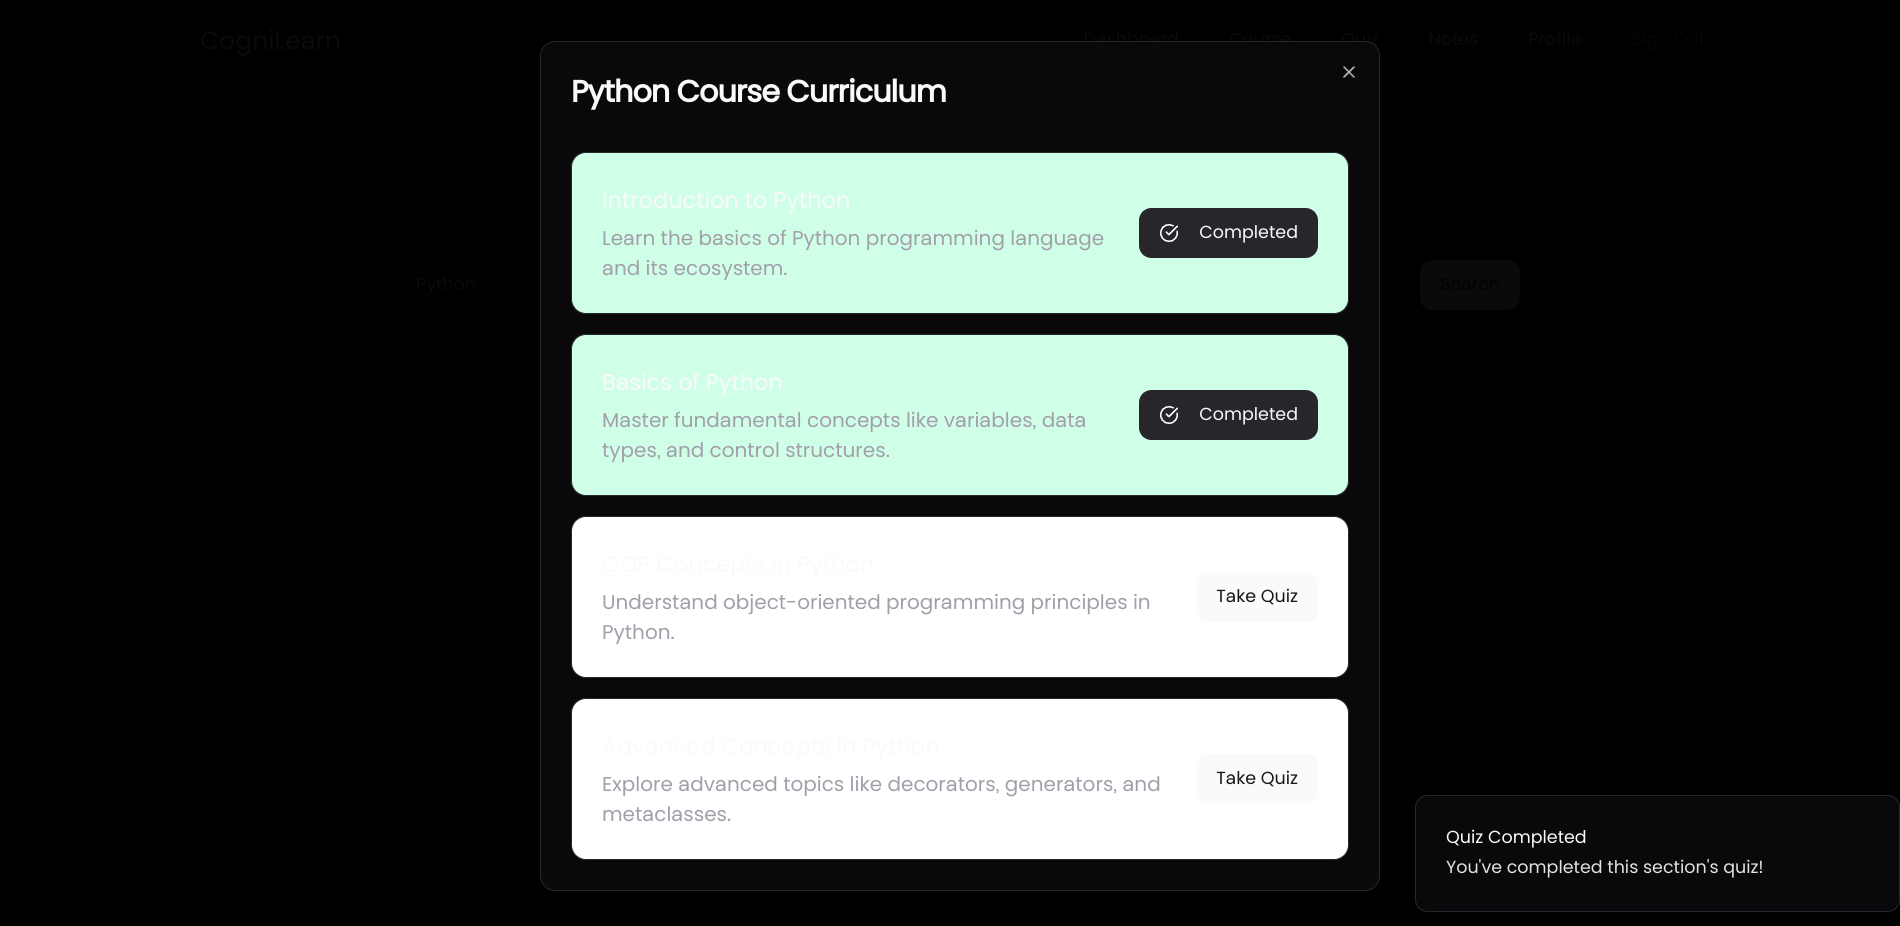 CogniLearn
Dashboard Course Quiz Notes Profile Sign Out
Python Course Curriculum
Introduction to Python
Learn the basics of Python programming language
and its ecosystem.
Completed
Python
Search
Basics of Python
Master fundamental concepts like variables, data
types, and control structures.
Completed
OOP Concepts in Python
Understand object-oriented programming principles in
Python.
Take Quiz
Advanced Concepts in Python
Explore advanced topics like decorators, generators, and
metaclasses.
Take Quiz
Quiz Completed
You've completed this section's quiz!